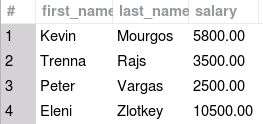 # first_name last_name salary
1 Kevin Mourgos 5800.00
2 Trenna Rajs 3500.00
3 Peter Vargas 2500.00
4 Eleni Zlotkey 10500.00